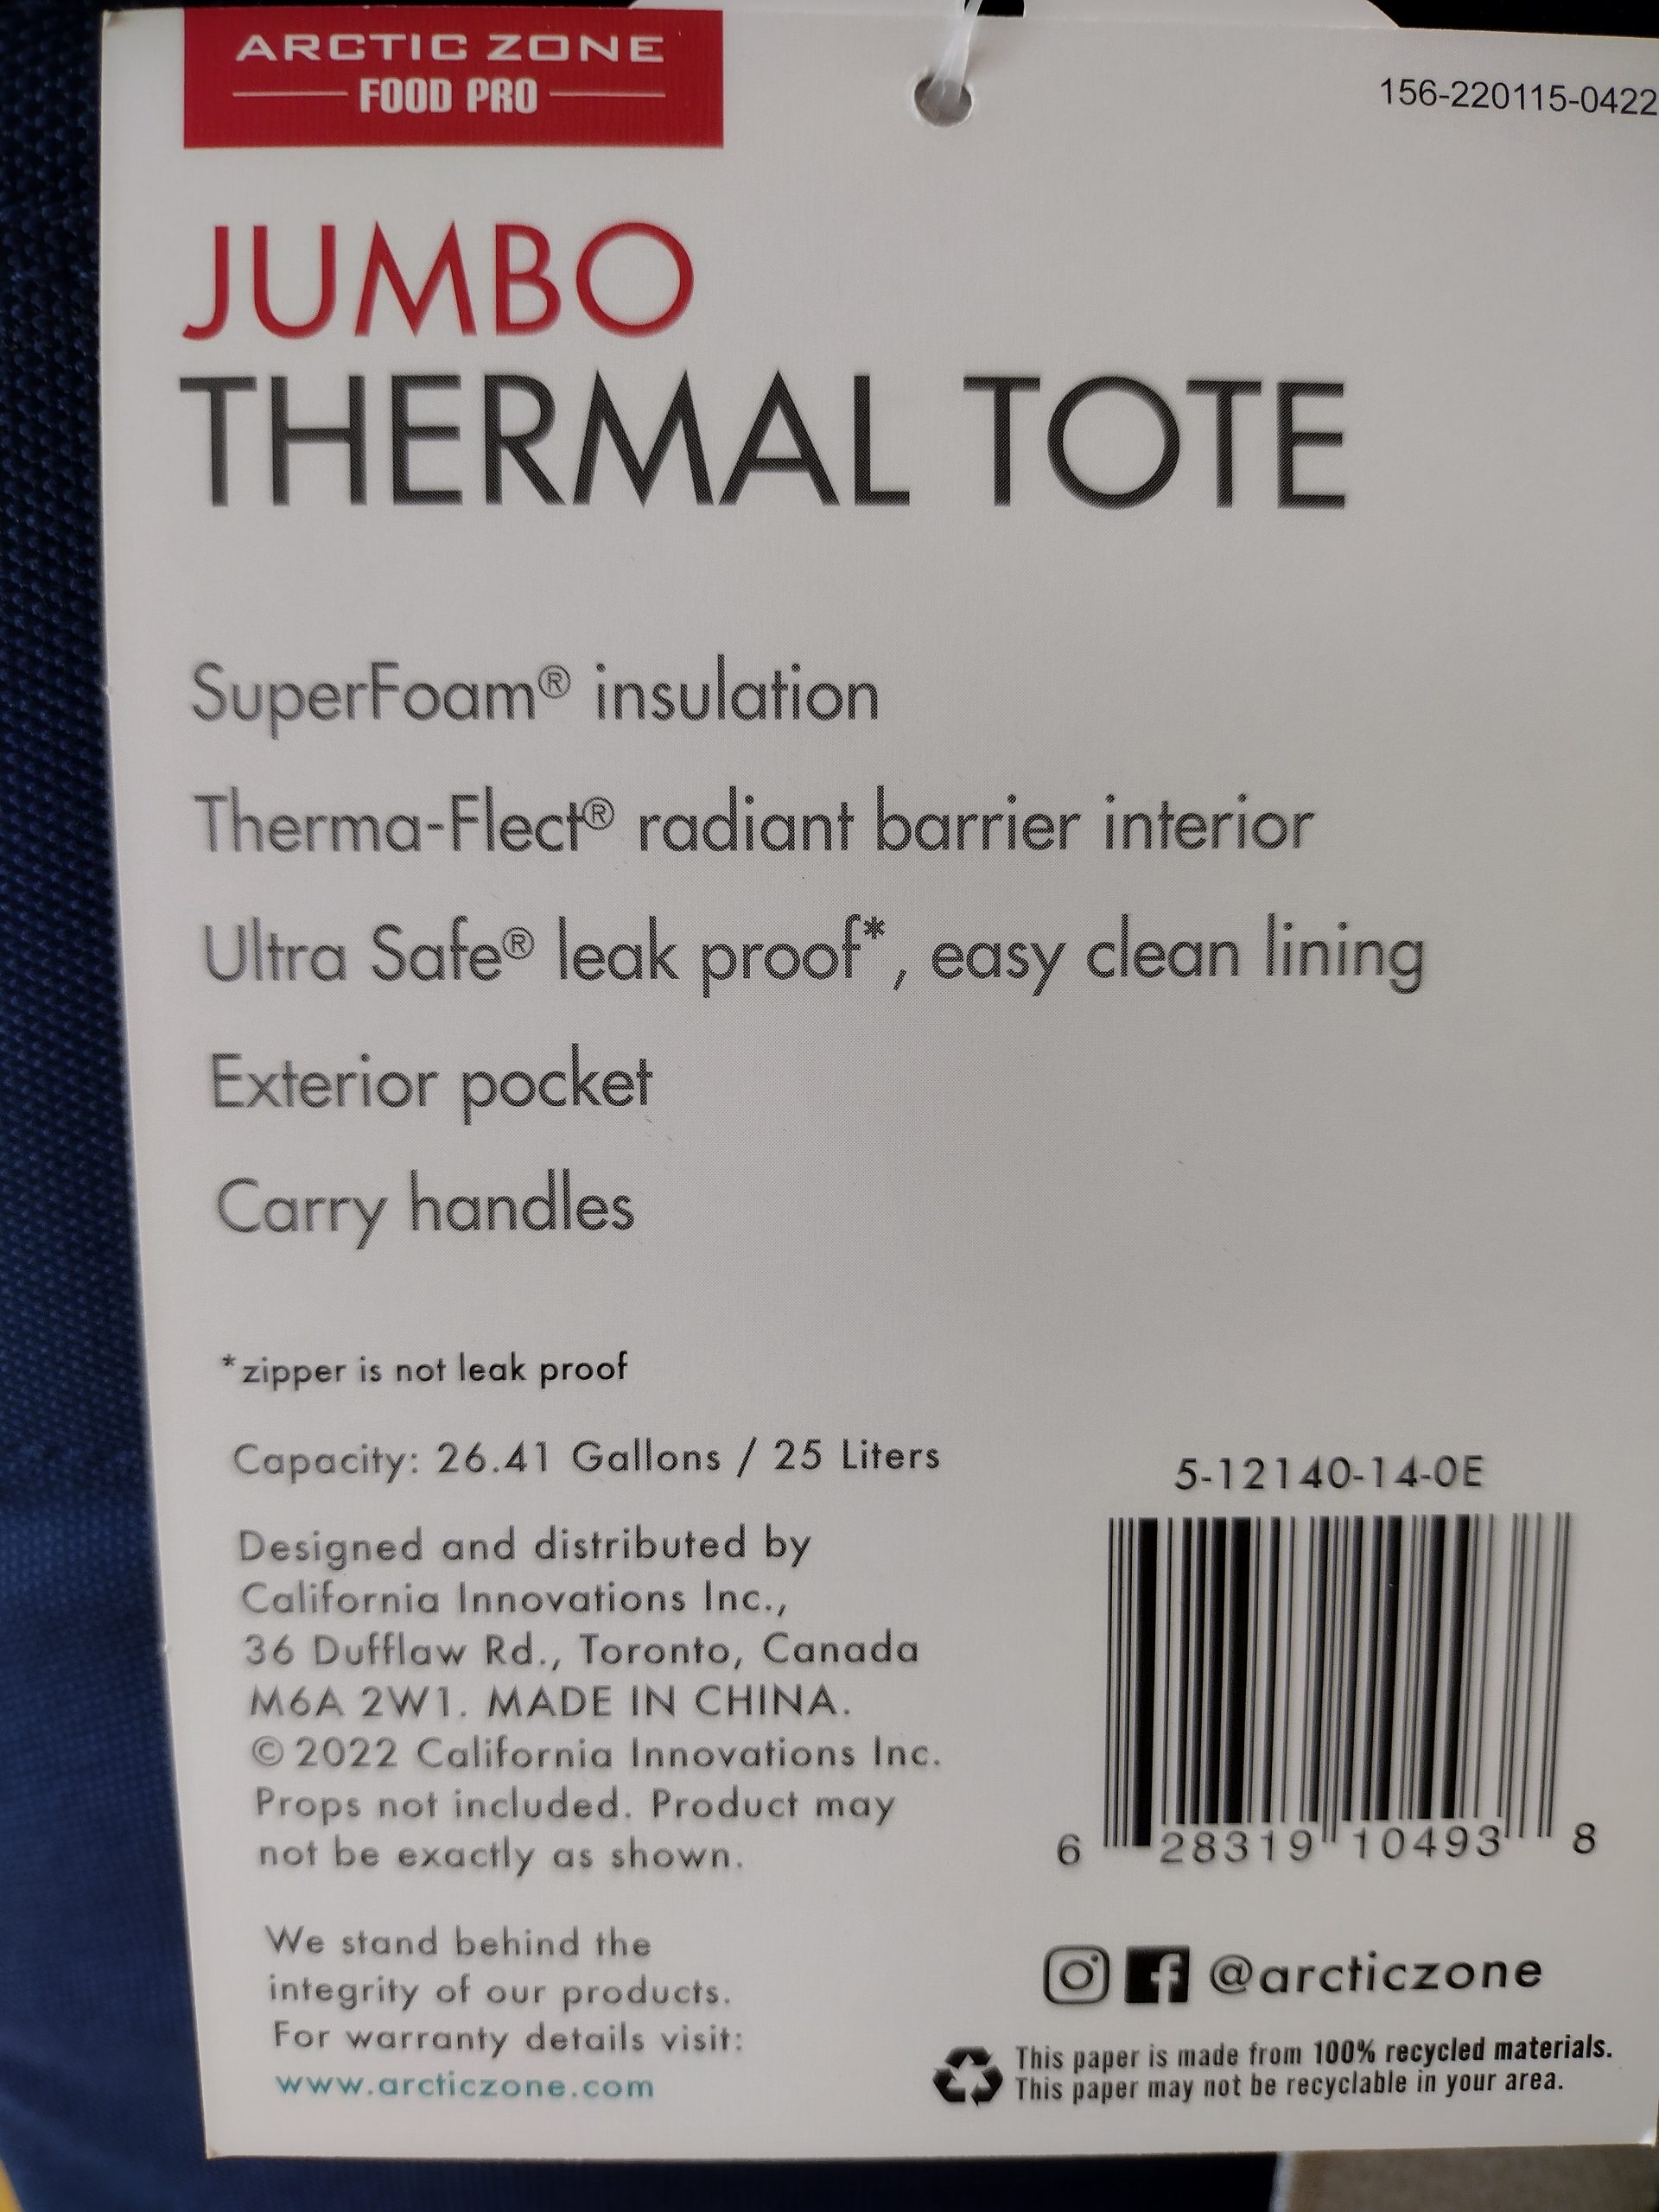 ARCTIC ZONE
FOOD PRO
156-220115-0422
JUMBO
THERMAL TOTE
SuperFoam® insulation
Therma-Flect® radiant barrier interior
Ultra Safe® leak proof*, easy clean lining
Exterior pocket
Carry handles
*zipper is not leak proof
Capacity: 26.41 Gallons / 25 Liters
Designed and distributed by
California Innovations Inc.,
36 Dufflaw Rd., Toronto, Canada
M6A 2W1. MADE IN CHINA.
© 2022 California Innovations Inc.
Props not included. Product may
not be exactly as shown.
We stand behind the
integrity of our products.
For warranty details visit:
www.arcticzone.com
5-12140-14-0E
6 28319 10493 8
@arcticzone
This paper is made from 100% recycled materials.
This paper may not be recyclable in your area.